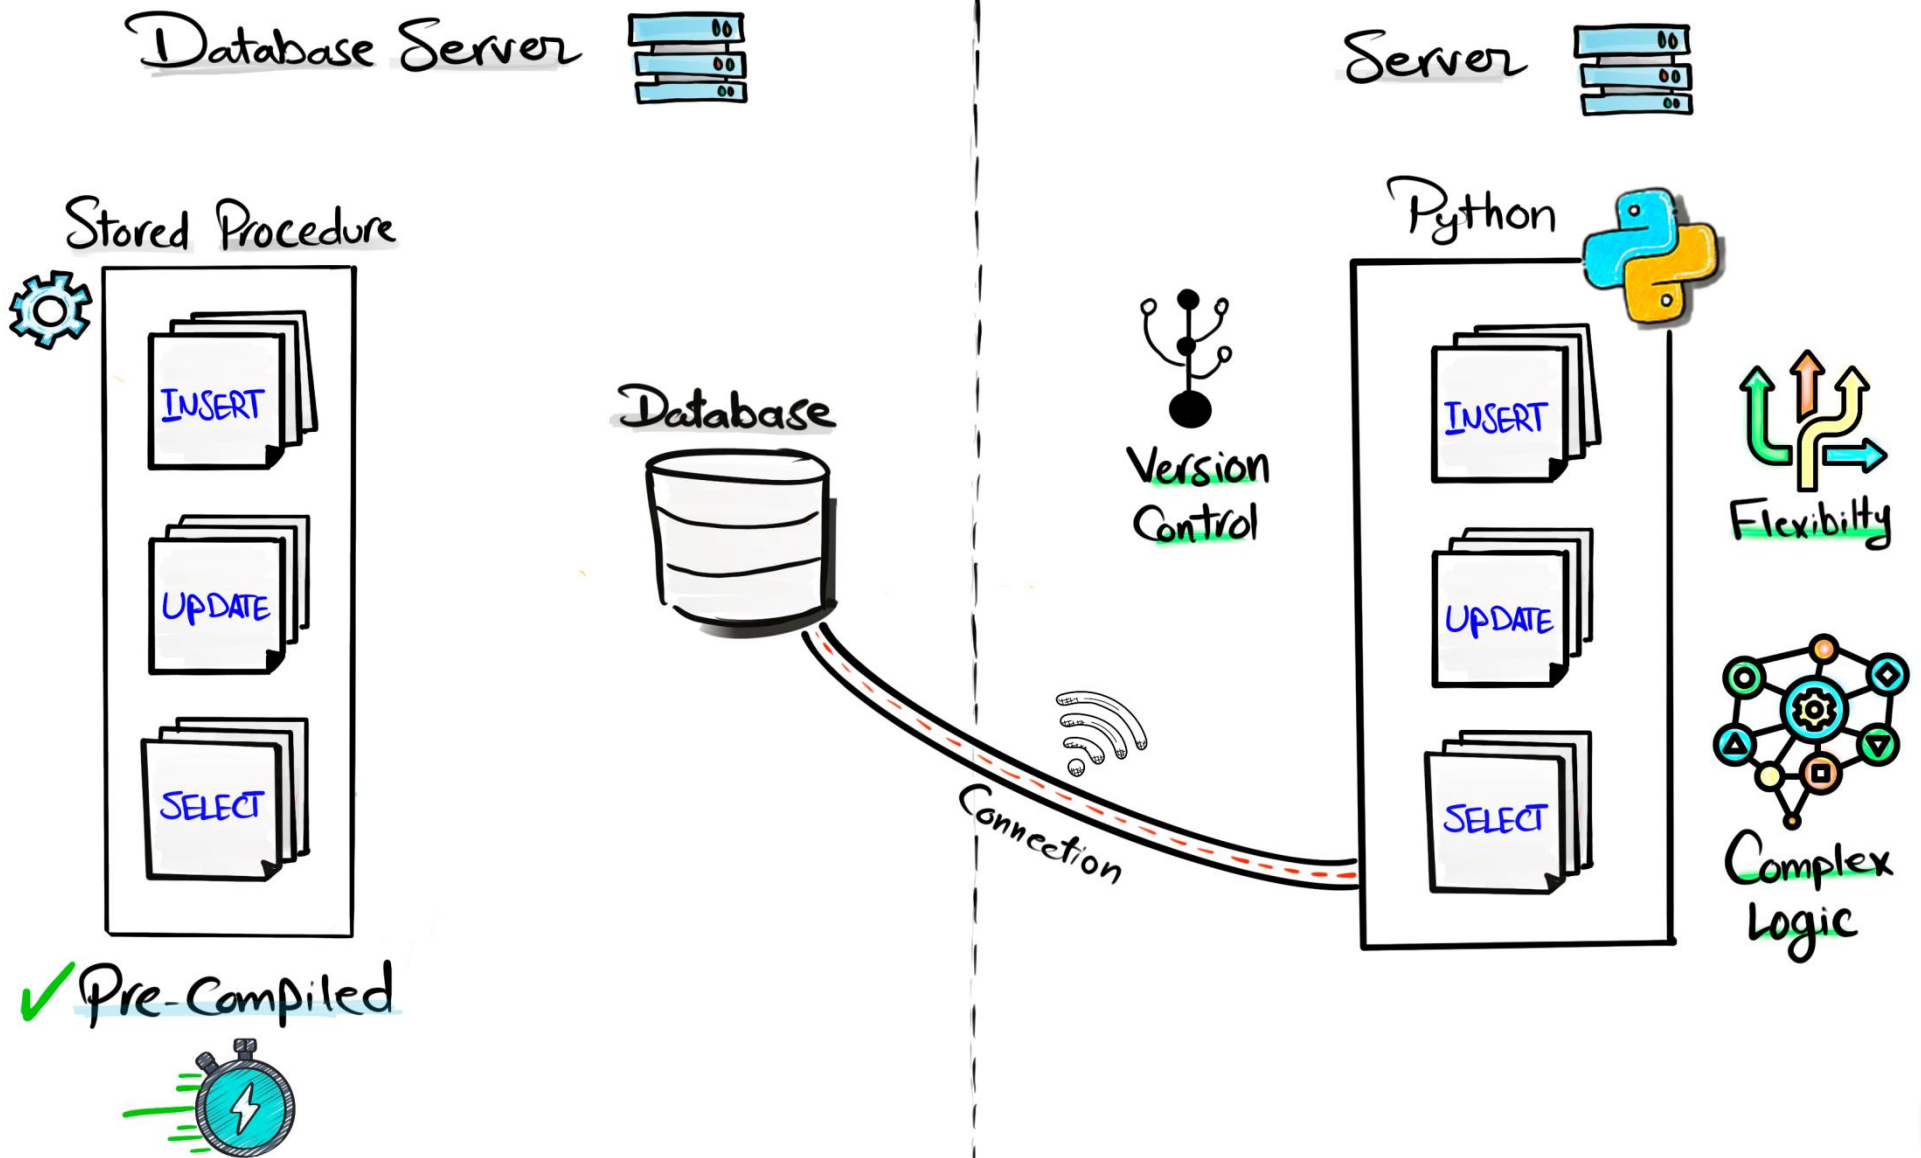 Database Server
Stored Procedure
INSERT
UPDATE
SELECT
✓ Pre-Compiled
Database
Connection
Server
Python
Version
Control
INSERT
UPDATE
SELECT
Flexibilty
Complex
Logic